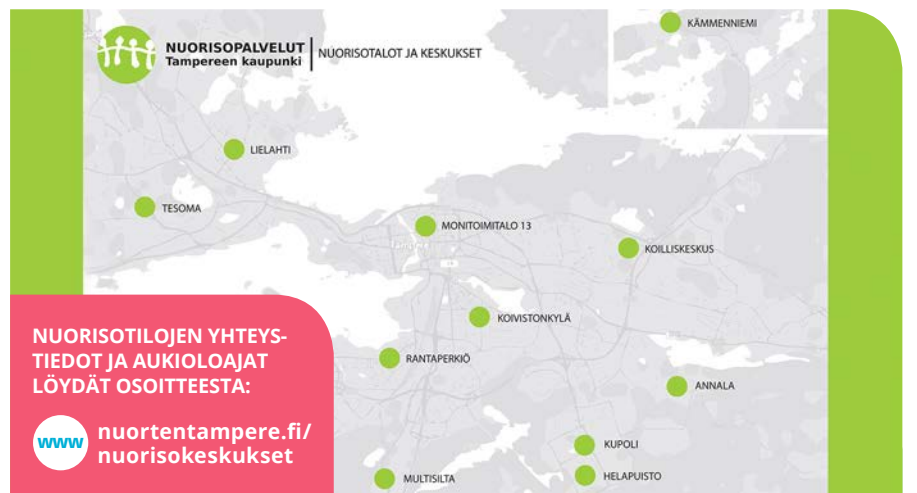 KÄMMENNIEMI
NUORISOPALVELUT
Tampereen kaupunki
NUORISOTALOT JA KESKUKSET
LIELAHTI
TESOMA
MONITOIMITALO 13
KOILLISKESKUS
KOIVISTONKYLÄ
RANTAPERKIÖ
ANNALA
KUPOLI
HELAPUISTO
MULTISILTA
NUORISOTILOJEN YHTEYS-
TIEDOT JA AUKIOLOAJAT
LÖYDÄT OSOITTEESTA:
www
nuortentampere.fi/
nuorisokeskukset